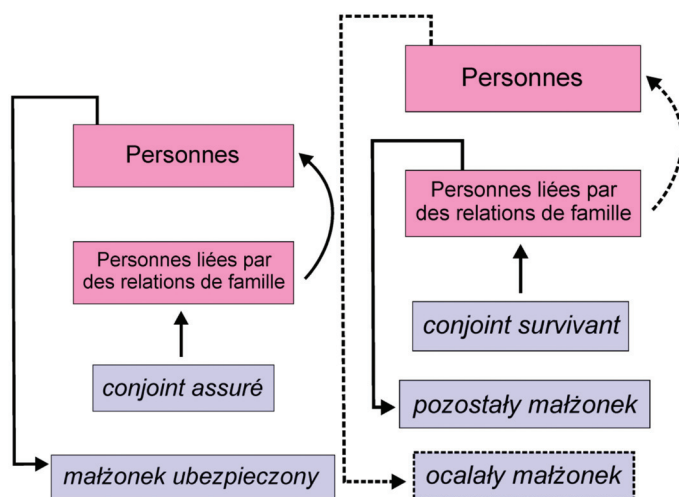 Personnes
Personnes liées par
des relations de famille
conjoint assuré
małżonek ubezpieczony
Personnes
Personnes liées par
des relations de famille
conjoint survivant
pozostały małżonek
ocalały małżonek